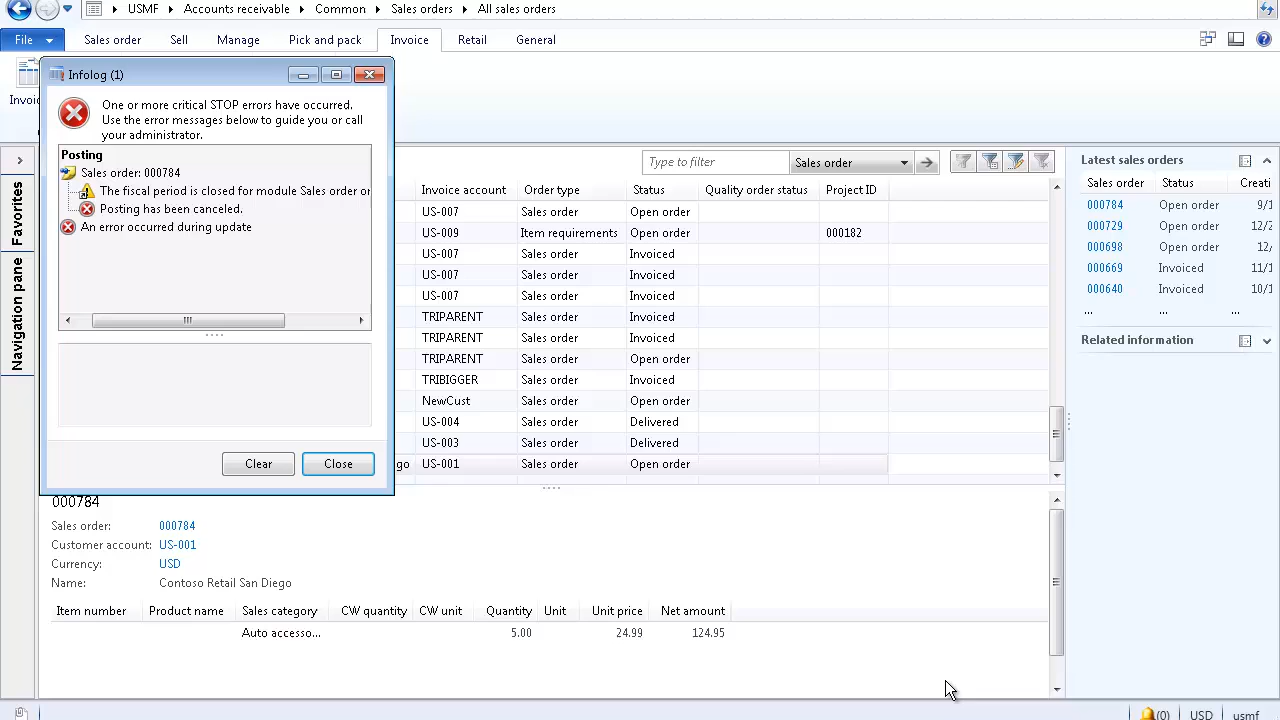 USMF Accounts receivable Common Sales orders All sales orders
File Sales order Sell Manage Pick and pack Invoice Retail General
Infolog (1)
One or more critical STOP errors have occurred.
Use the error messages below to guide you or call
your administrator.
Posting
Sales order: 000784
The fiscal period is closed for module Sales order or
Posting has been canceled.
An error occurred during update
Clear Close
Favorites
Navigation pane
Type to filter Sales order
Invoice account Order type Status Quality order status Project ID
US-007 Sales order Open order
US-009 Item requirements Open order 000182
US-007 Sales order Invoiced
US-007 Sales order Invoiced
US-007 Sales order Invoiced
TRIPARENT Sales order Invoiced
TRIPARENT Sales order Invoiced
TRIPARENT Sales order Open order
TRIBIGGER Sales order Invoiced
NewCust Sales order Open order
US-004 Sales order Delivered
US-003 Sales order Delivered
go US-001 Sales order Open order
Latest sales orders
Sales order Status Creati
000784 Open order 9/1
000729 Open order 12/2
000698 Open order 12/
000669 Invoiced 11/1
000640 Invoiced 10/1
... ... ...
Related information
000784
Sales order: 000784
Customer account: US-001
Currency: USD
Name: Contoso Retail San Diego
Item number Product name Sales category CW quantity CW unit Quantity Unit Unit price Net amount
Auto accesso... 5.00 24.99 124.95
(0) USD usmf